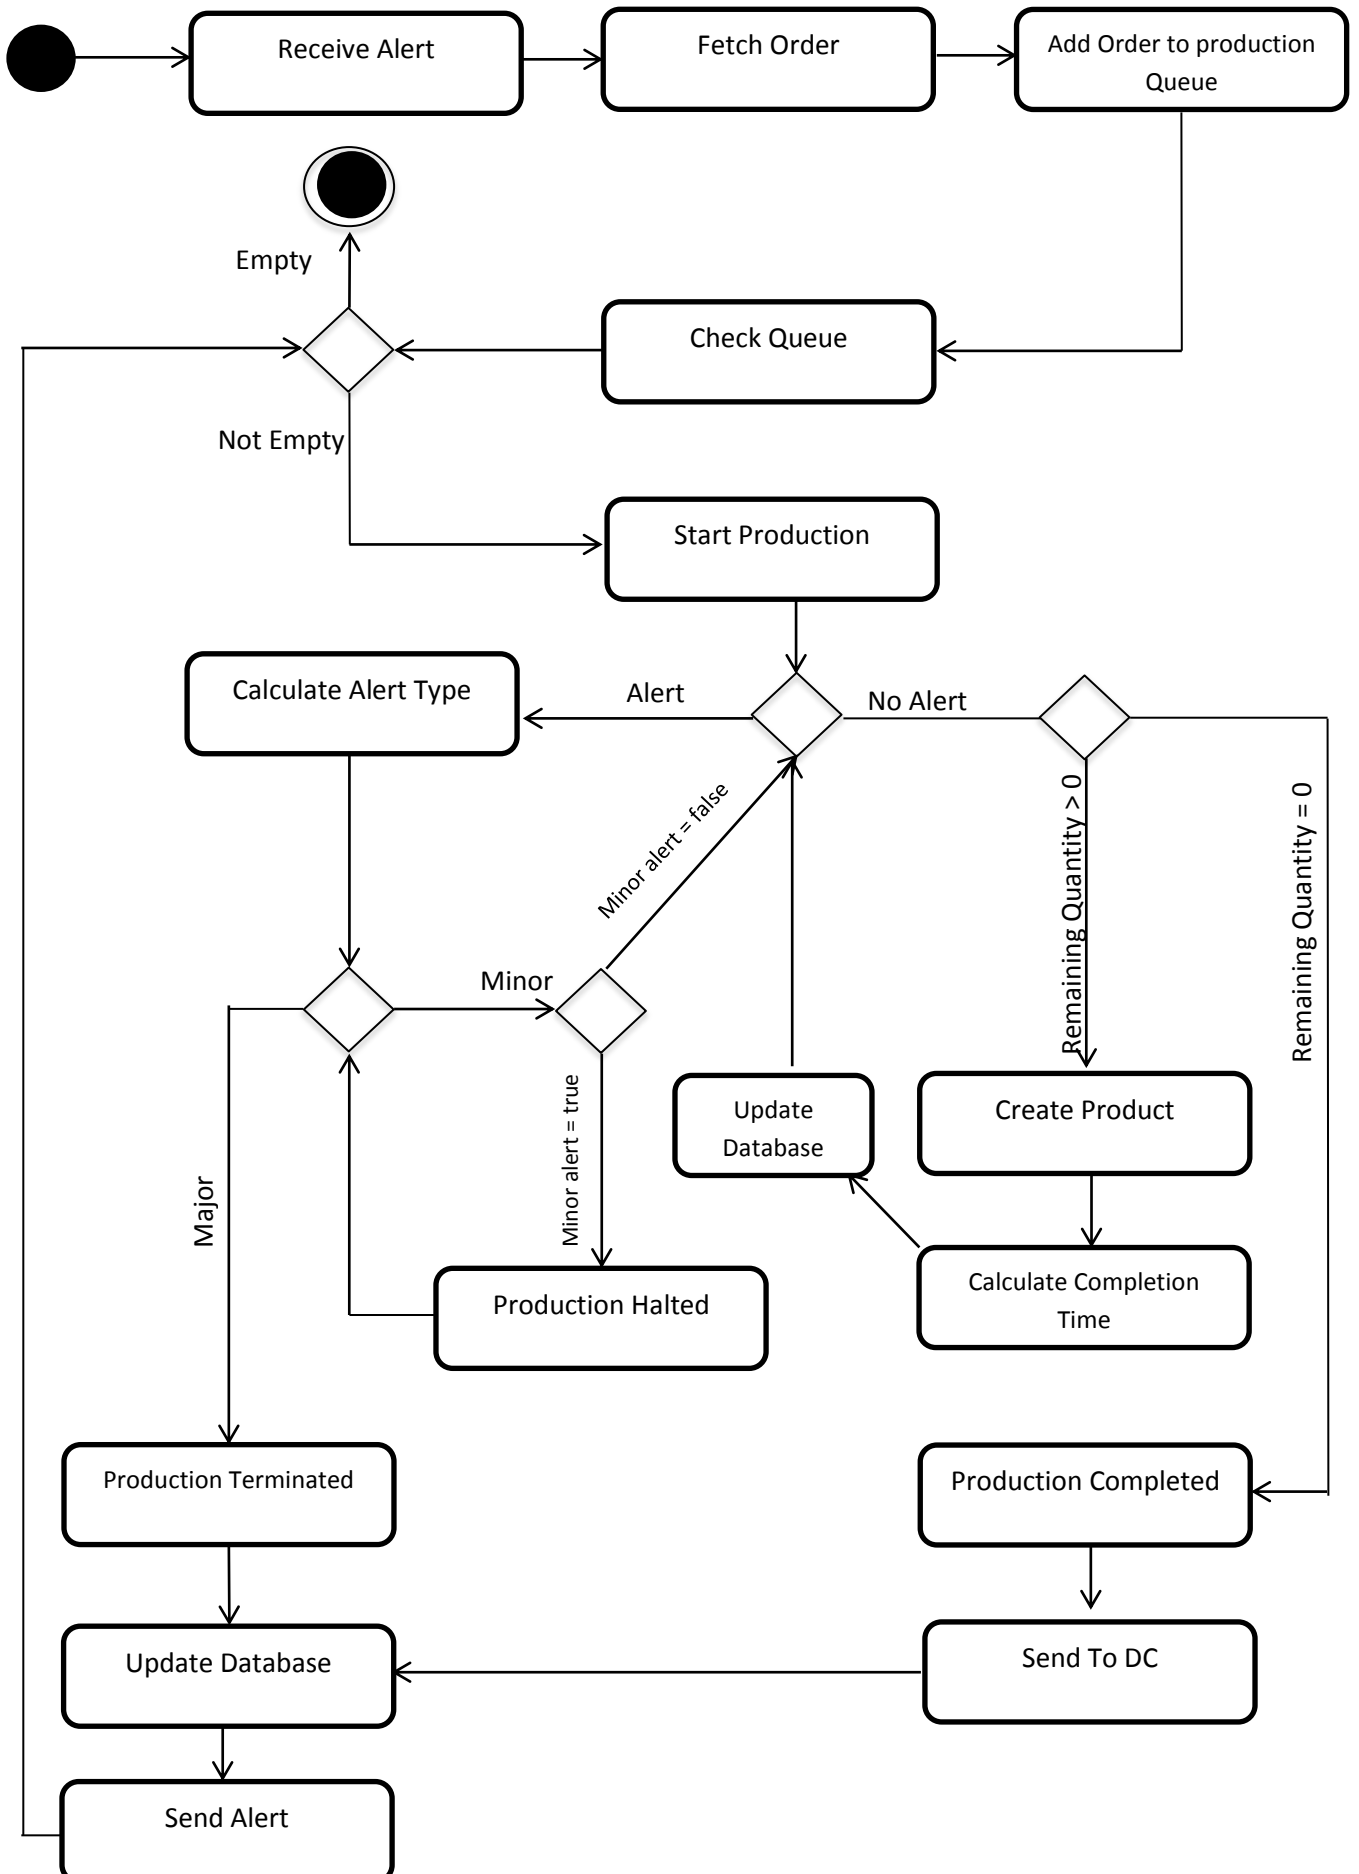 Receive Alert
Fetch Order
Add Order to production
Queue
Empty
Check Queue
Not Empty
Start Production
Calculate Alert Type
Alert
No Alert
Minor alert = false
Remaining Quantity > 0
Remaining Quantity = 0
Minor
Minor alert = true
Update
Database
Create Product
Major
Production Halted
Calculate Completion
Time
Production Terminated
Production Completed
Update Database
Send To DC
Send Alert